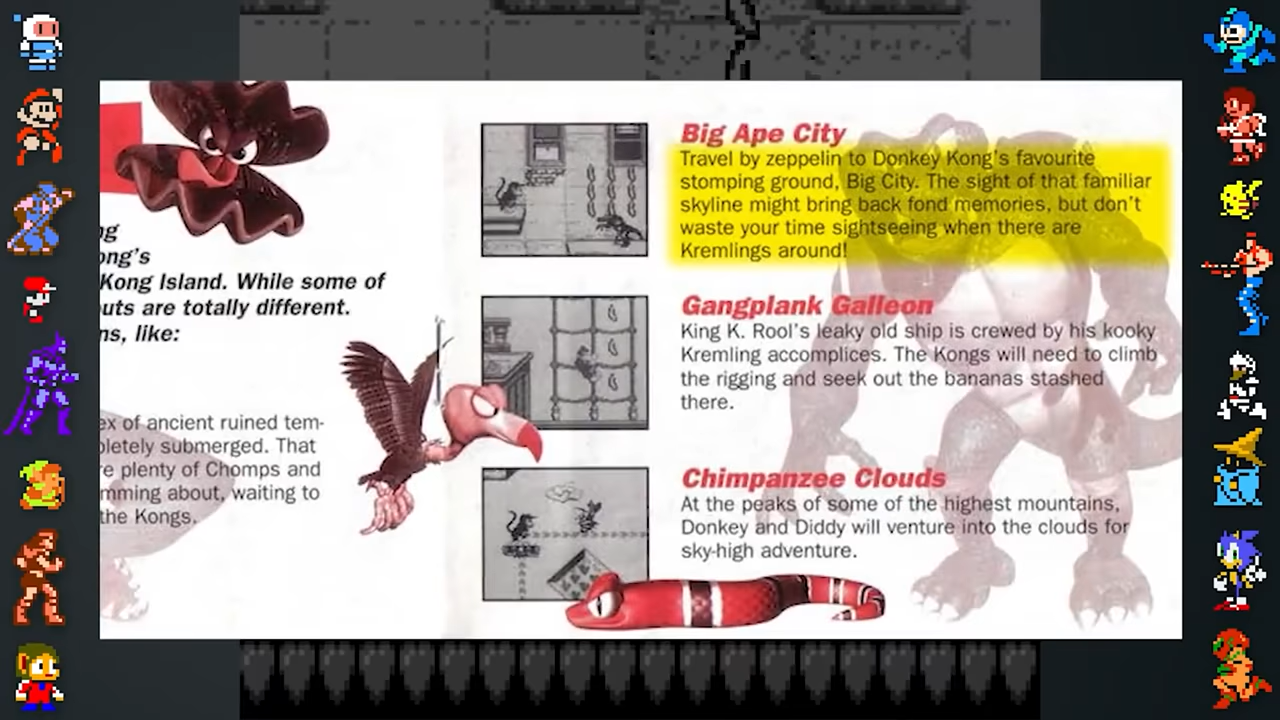 ng
ong's
Kong Island. While some of
uts are totally different.
ns, like:
ex of ancient ruined tem-
pletely submerged. That
re plenty of Chomps and
mming about, waiting to
the Kongs.
Big Ape City
Travel by zeppelin to Donkey Kong's favourite
stomping ground, Big City. The sight of that familiar
skyline might bring back fond memories, but don't
waste your time sightseeing when there are
Kremlings around!
Gangplank Galleon
King K. Rool's leaky old ship is crewed by his kooky
Kremling accomplices. The Kongs will need to climb
the rigging and seek out the bananas stashed
there.
Chimpanzee Clouds
At the peaks of some of the highest mountains,
Donkey and Diddy will venture into the clouds for
sky-high adventure.